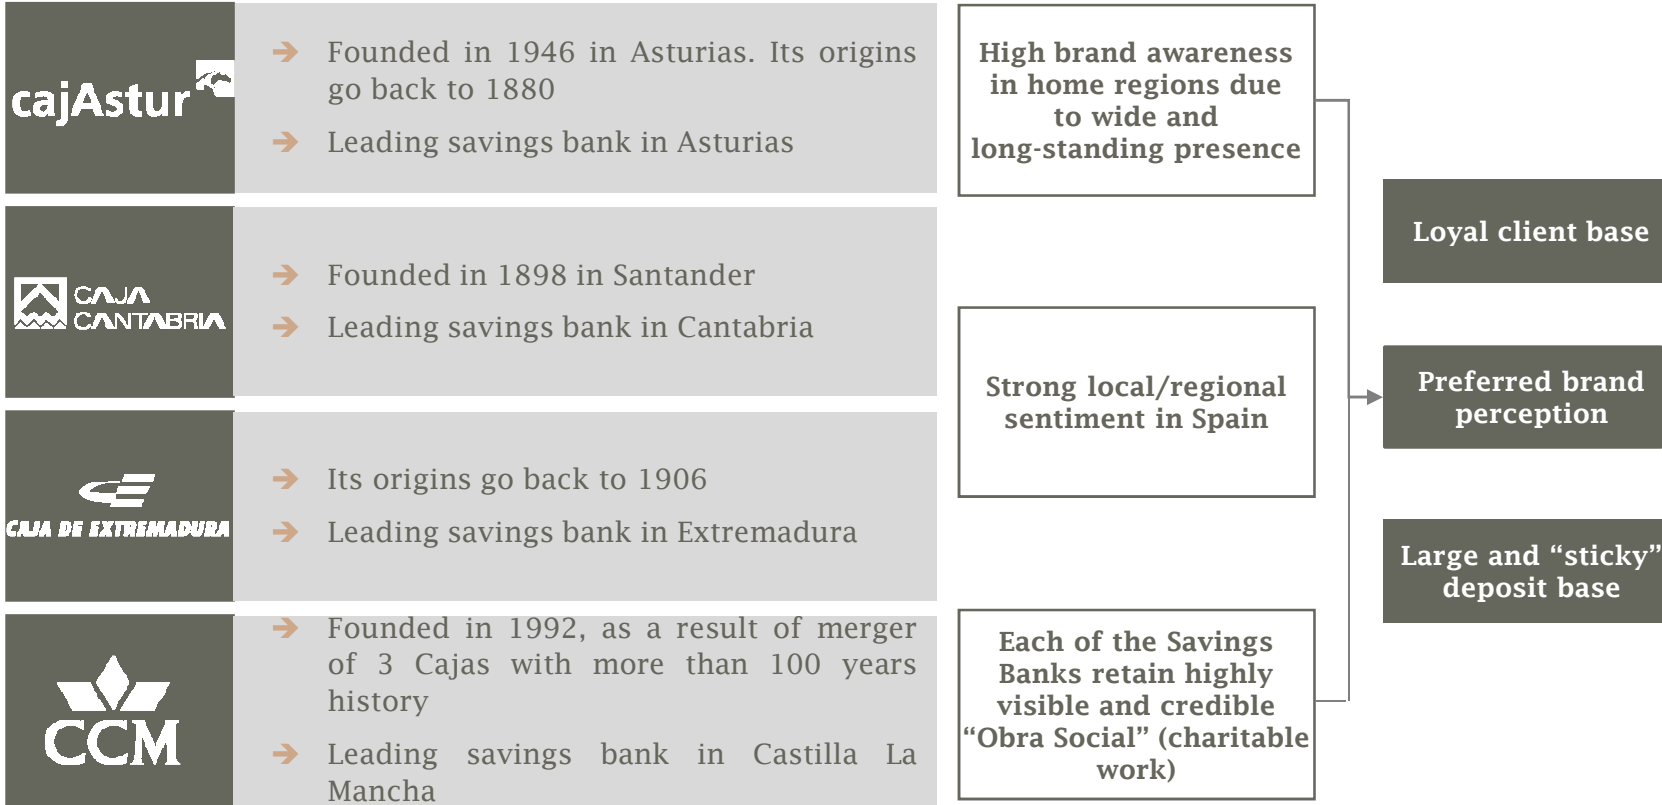 cajAstur
Founded in 1946 in Asturias. Its origins
go back to 1880
Leading savings bank in Asturias
CAJA
CANTABRIA
Founded in 1898 in Santander
Leading savings bank in Cantabria
CAJA DE EXTREMADURA
Its origins go back to 1906
Leading savings bank in Extremadura
CCM
Founded in 1992, as a result of merger
of 3 Cajas with more than 100 years
history
Leading savings bank in Castilla La
Mancha
High brand awareness
in home regions due
to wide and
long-standing presence
Strong local/regional
sentiment in Spain
Each of the Savings
Banks retain highly
visible and credible
“Obra Social” (charitable
work)
Loyal client base
Preferred brand
perception
Large and “sticky”
deposit base